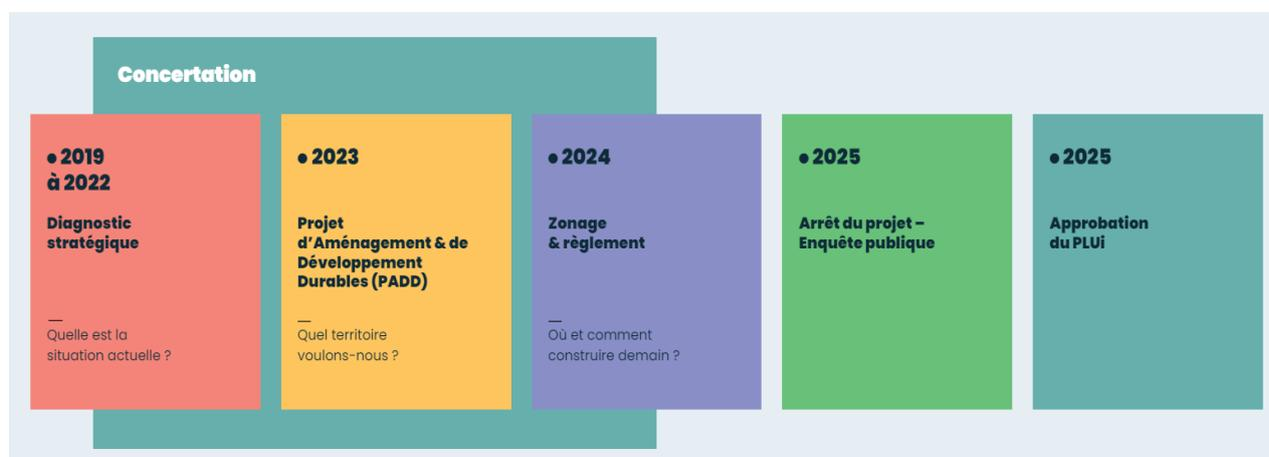 Concertation
• 2019
à 2022
Diagnostic
stratégique
—
Quelle est la
situation actuelle ?
• 2023
Projet
d’Aménagement & de
Développement
Durables (PADD)
—
Quel territoire
voulons-nous ?
• 2024
Zonage
& règlement
—
Où et comment
construire demain ?
• 2025
Arrêt du projet –
Enquête publique
• 2025
Approbation
du PLUi